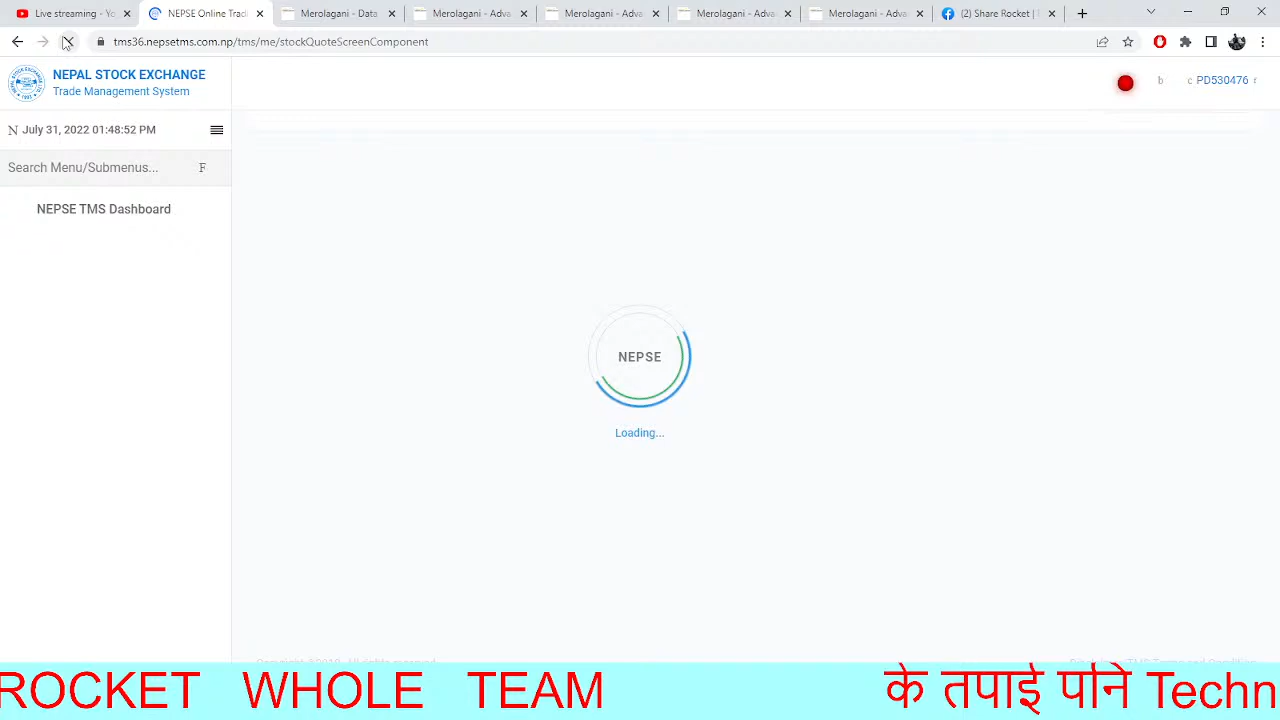 Live streaming - Yo
NEPSE Online Tradi
Merolagani - Data
Merolagani - Adva
Merolagani - Adva
Merolagani - Adva
Merolagani - Adva
(2) Share Rocket | D
tms36.nepsetms.com.np/tms/me/stockQuoteScreenComponent
NEPAL STOCK EXCHANGE
Trade Management System
b c PD530476 f
N July 31, 2022 01:48:52 PM
Search Menu/Submenus... F
NEPSE TMS Dashboard
NEPSE
Loading...
ROCKET WHOLE TEAM के तपाई पनि Techn